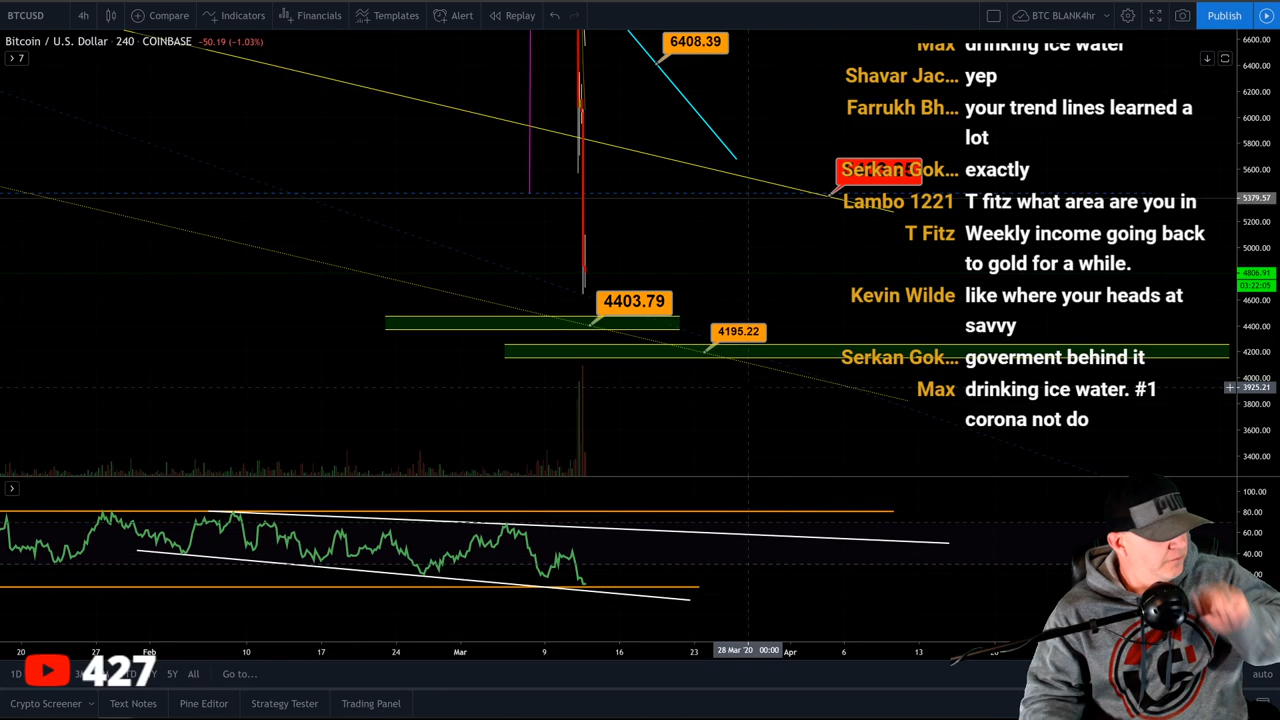 BTCUSD 4h Compare Indicators Financials Templates Alert Replay BTC BLANK4hr Publish
Bitcoin / U.S. Dollar · 240 · COINBASE -50.19 (-1.03%)
7
6408.39
4403.79
4195.22
Max drinking ice water
Shavar Jac... yep
Farrukh Bh... your trend lines learned a
lot
Serkan Gok... exactly
Lambo 1221 T fitz what area are you in
T Fitz Weekly income going back
to gold for a while.
Kevin Wilde like where your heads at
savvy
Serkan Gok... goverment behind it
Max drinking ice water. #1
corona not do
6600.00
6400.00
6200.00
6000.00
5800.00
5600.00
5379.57
5200.00
5000.00
4806.91
03:22:05
4600.00
4400.00
4200.00
4000.00
3925.21
3800.00
3600.00
3400.00
100.00
80.00
60.00
40.00
20 27 Feb 10 17 24 Mar 9 16 23 28 Mar '20 00:00 Apr 6 13
1D 5Y All Go to... auto
427
Crypto Screener Text Notes Pine Editor Strategy Tester Trading Panel